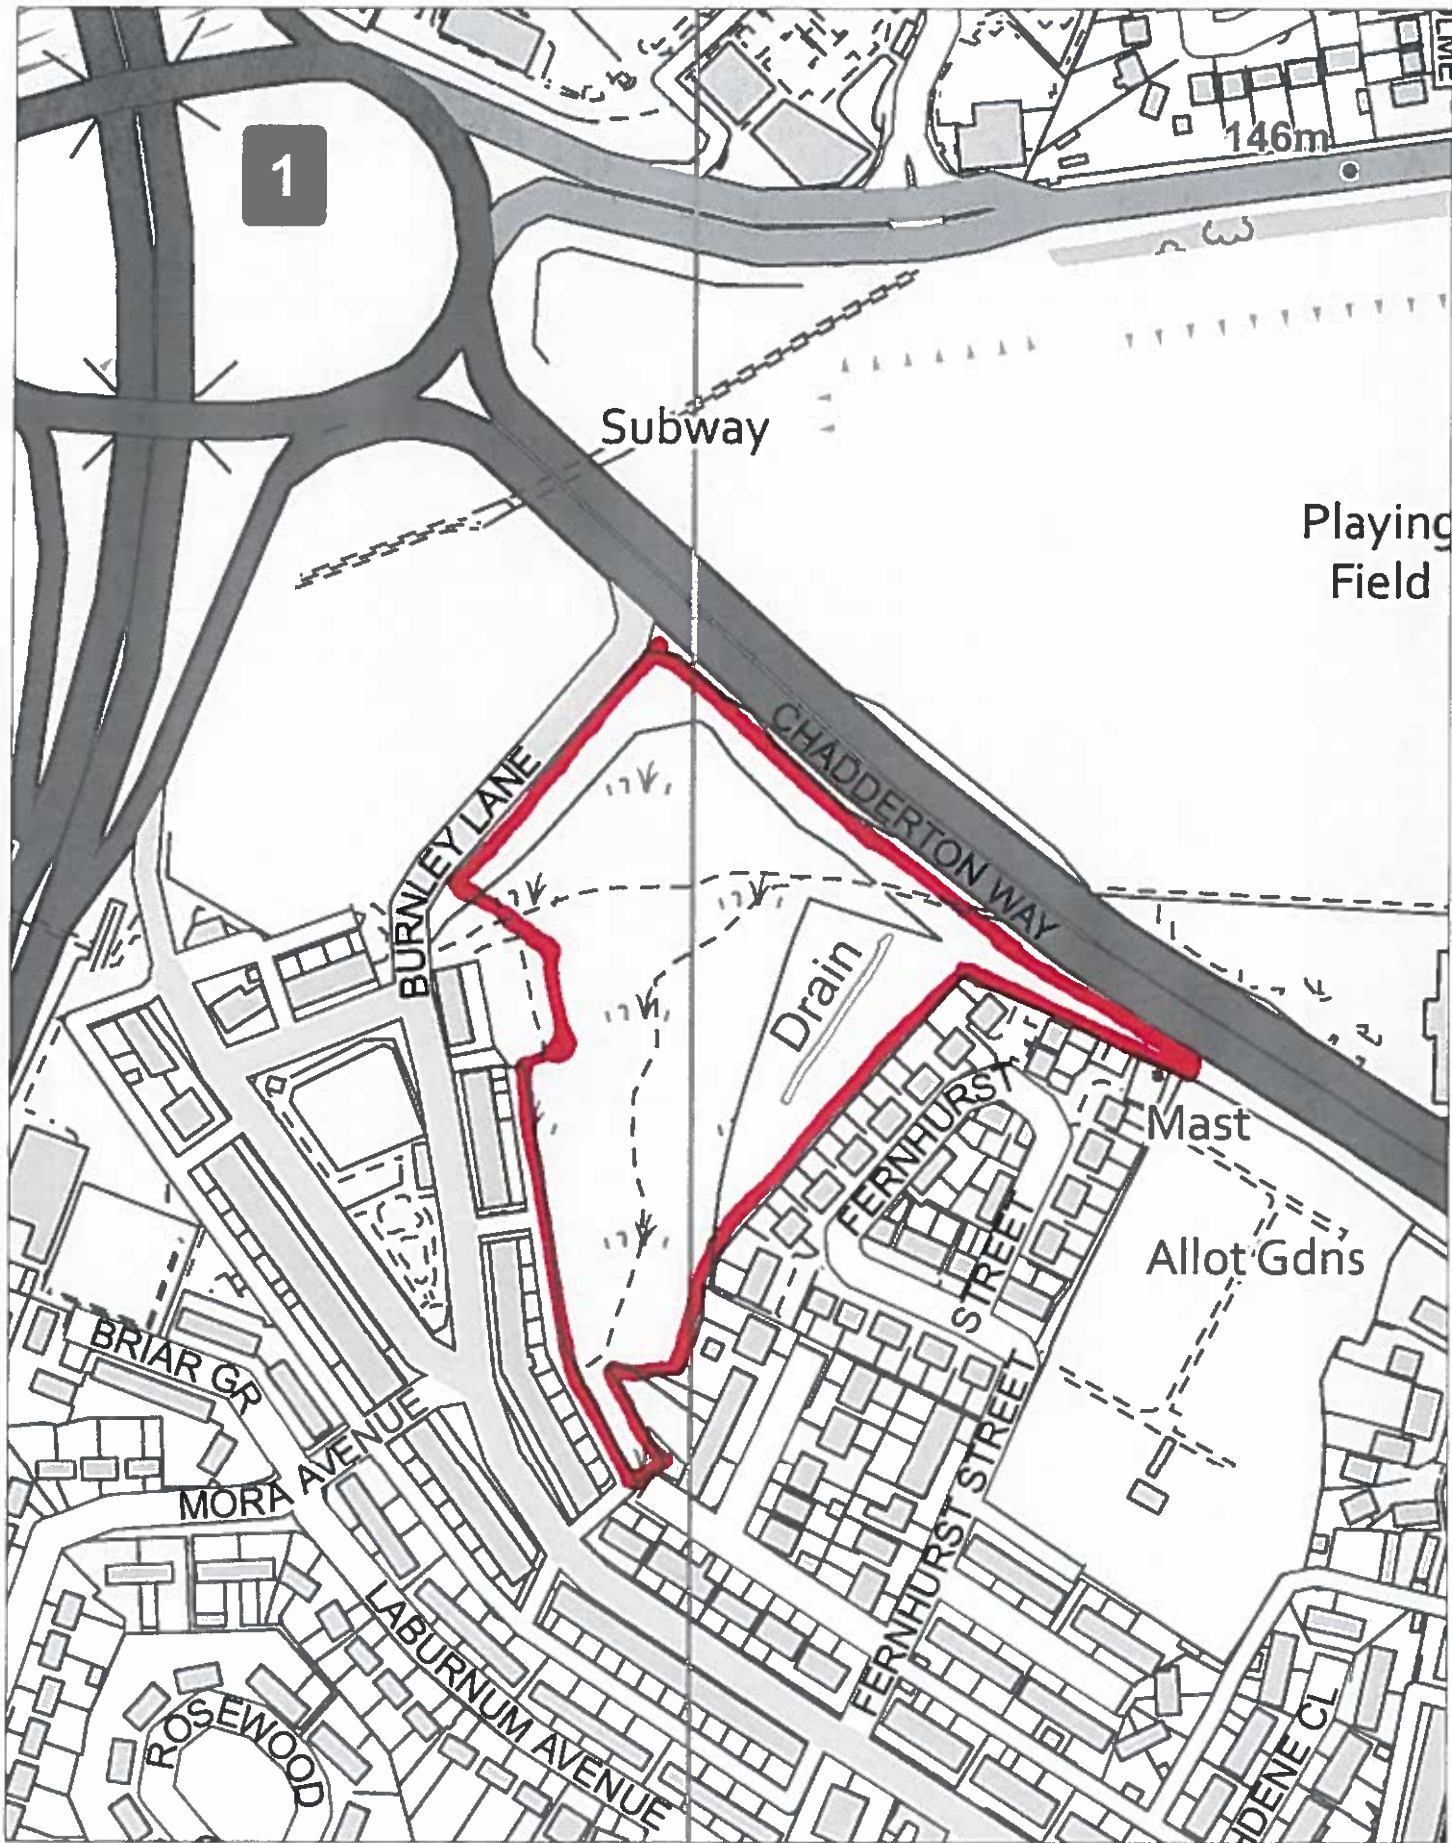 1
146m
Subway
Playing
Field
CHADDERTON WAY
BURNLEY LANE
Drain
Mast
FERNHURST
STREET
Allot Gdns
BRIAR GR
MORA AVENUE
FERNHURST STREET
LABURNUM AVENUE
ROSEWOOD
IDENE CL